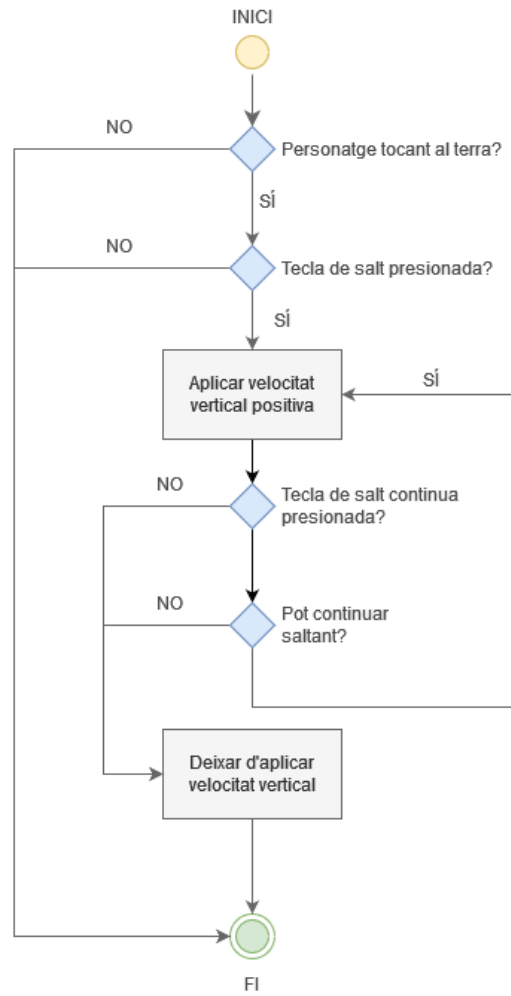 INICI
NO
Personatge tocant al terra?
SÍ
NO
Tecla de salt presionada?
SÍ
Aplicar velocitat
vertical positiva
SÍ
NO
Tecla de salt continua
presionada?
NO
Pot continuar
saltant?
Deixar d'aplicar
velocitat vertical
FI